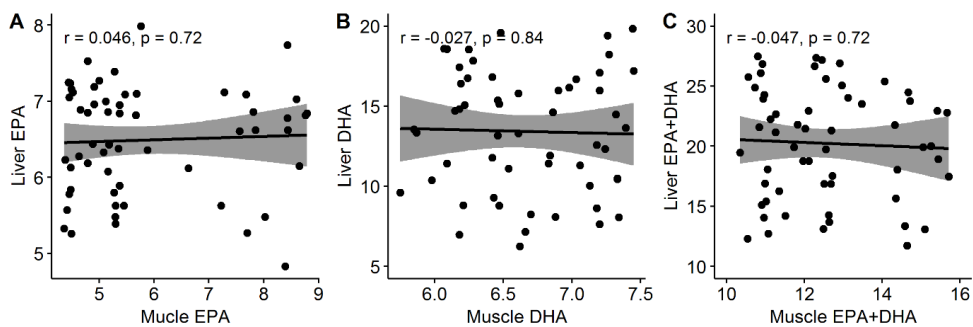 A
r = 0.046, p = 0.72
8
7
6
5
Liver EPA
5
6
7
8
9
Mucle EPA
B
r = -0.027, p = 0.84
20
15
10
5
Liver DHA
6.0
6.5
7.0
7.5
Muscle DHA
C
r = -0.047, p = 0.72
30
25
20
15
10
Liver EPA+DHA
10
12
14
16
Muscle EPA+DHA